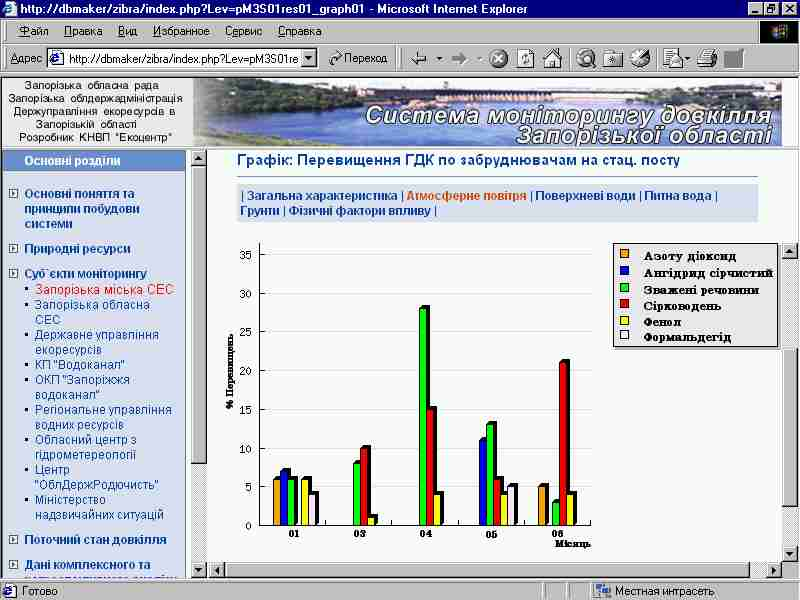 http://dbmaker/zibra/index.php?Lev=pM3S01res01_graph01 - Microsoft Internet Explorer
Файл Правка Вид Избранное Сервис Справка
Адрес http://dbmaker/zibra/index.php?Lev=pM3S01re Переход
Запорізька обласна рада
Запорізька облдержадміністрація
Держуправління екоресурсів в
Запорізькій області
Розробник КНВП "Екоцентр"
Система моніторингу довкілля
Запорізької області
Основні розділи
Основні поняття та
принципи побудови
системи
Природні ресурси
Суб`єкти моніторингу
Запорізька міська СЕС
Запорізька обласна
СЕС
Державне управління
екоресурсів
КП "Водоканал"
ОКП "Запоріжжя
водоканал"
Регіональне управління
водних ресурсів
Обласний центр з
гідрометереології
Центр
"ОблДержРодючисть"
Міністерство
надзвичайних ситуацій
Поточний стан довкілля
Дані комплексного та
Графік: Перевищення ГДК по забруднювачам на стац. посту
| Загальна характеристика | Атмосферне повітря | Поверхневі води | Питна вода |
Грунти | Фізичні фактори впливу |
35
30
25
20
15
10
5
0
% Перевищень
01 03 04 05 06
Місяць
Азоту діоксид
Ангідрид сірчистий
Зважені речовини
Сірководень
Фенол
Формальдегід
Готово
Местная интрасеть